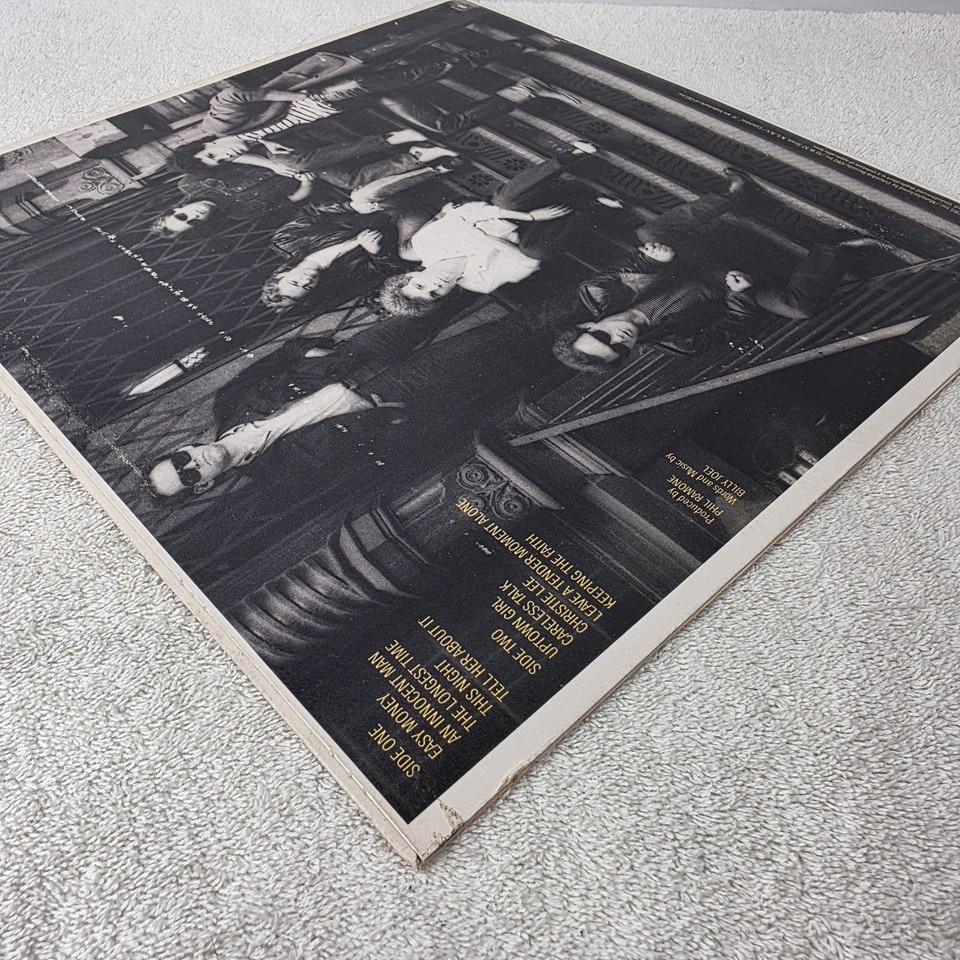 SIDE ONE
EASY MONEY
AN INNOCENT MAN
THE LONGEST TIME
THIS NIGHT
TELL HER ABOUT IT
SIDE TWO
UPTOWN GIRL
CARELESS TALK
CHRISTIE LEE
LEAVE A TENDER MOMENT ALONE
KEEPING THE FAITH
Produced by
PHIL RAMONE
Words and Music by
BILLY JOEL